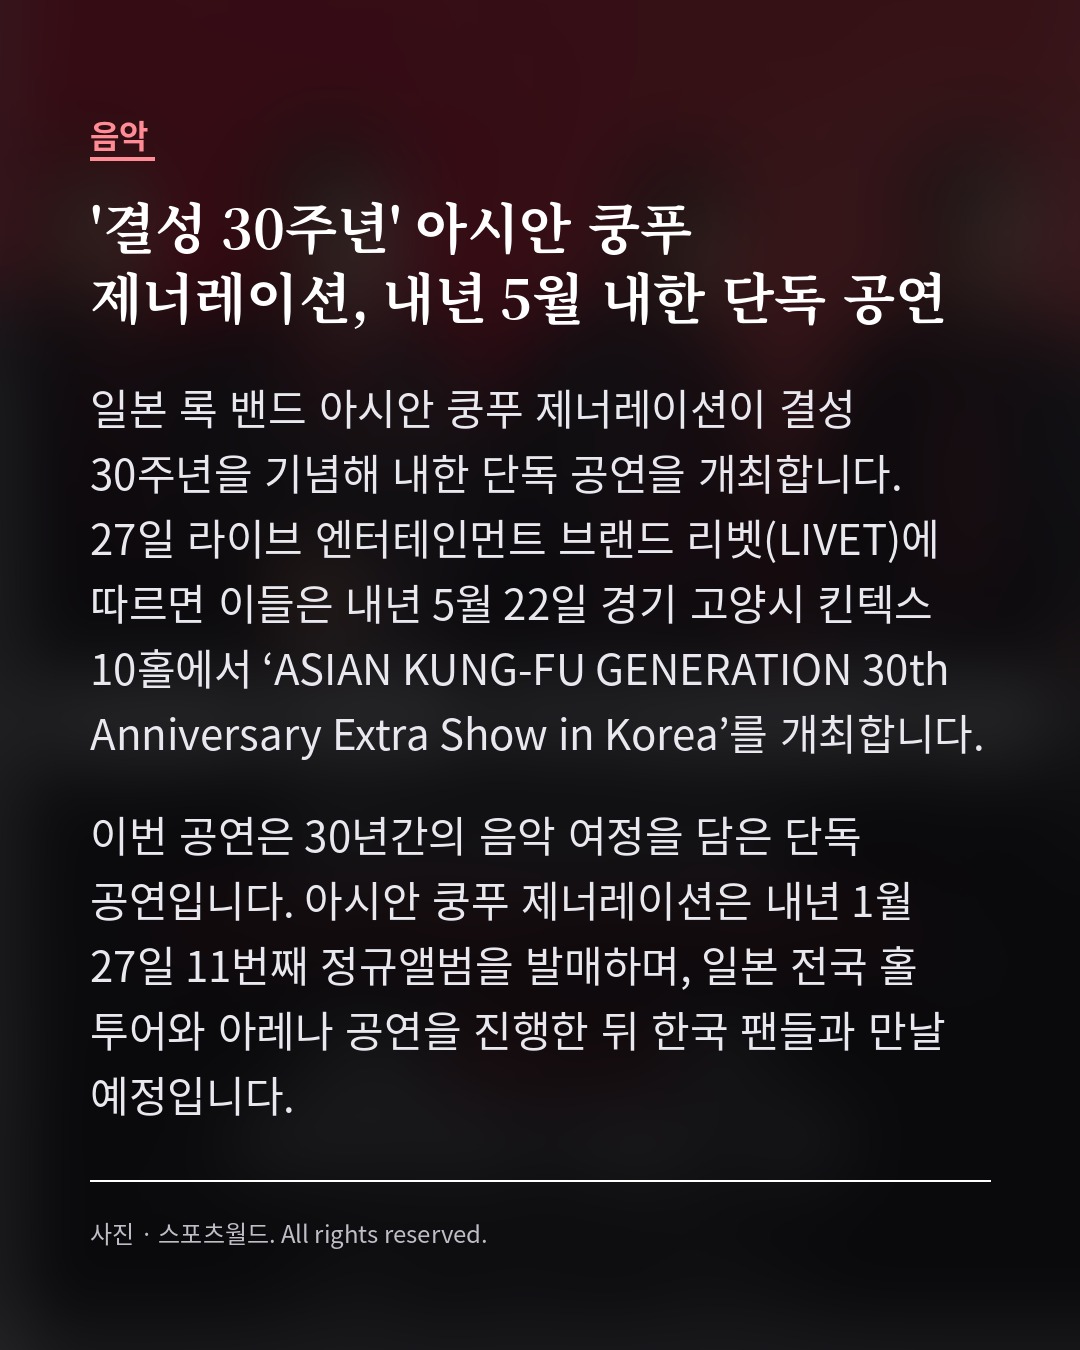 음악
'결성 30주년' 아시안 쿵푸
제너레이션, 내년 5월 내한 단독 공연
일본 록 밴드 아시안 쿵푸 제너레이션이 결성
30주년을 기념해 내한 단독 공연을 개최합니다.
27일 라이브 엔터테인먼트 브랜드 리벳(LIVET)에
따르면 이들은 내년 5월 22일 경기 고양시 킨텍스
10홀에서 ‘ASIAN KUNG-FU GENERATION 30th
Anniversary Extra Show in Korea’를 개최합니다.
이번 공연은 30년간의 음악 여정을 담은 단독
공연입니다. 아시안 쿵푸 제너레이션은 내년 1월
27일 11번째 정규앨범을 발매하며, 일본 전국 홀
투어와 아레나 공연을 진행한 뒤 한국 팬들과 만날
예정입니다.
사진 · 스포츠월드. All rights reserved.